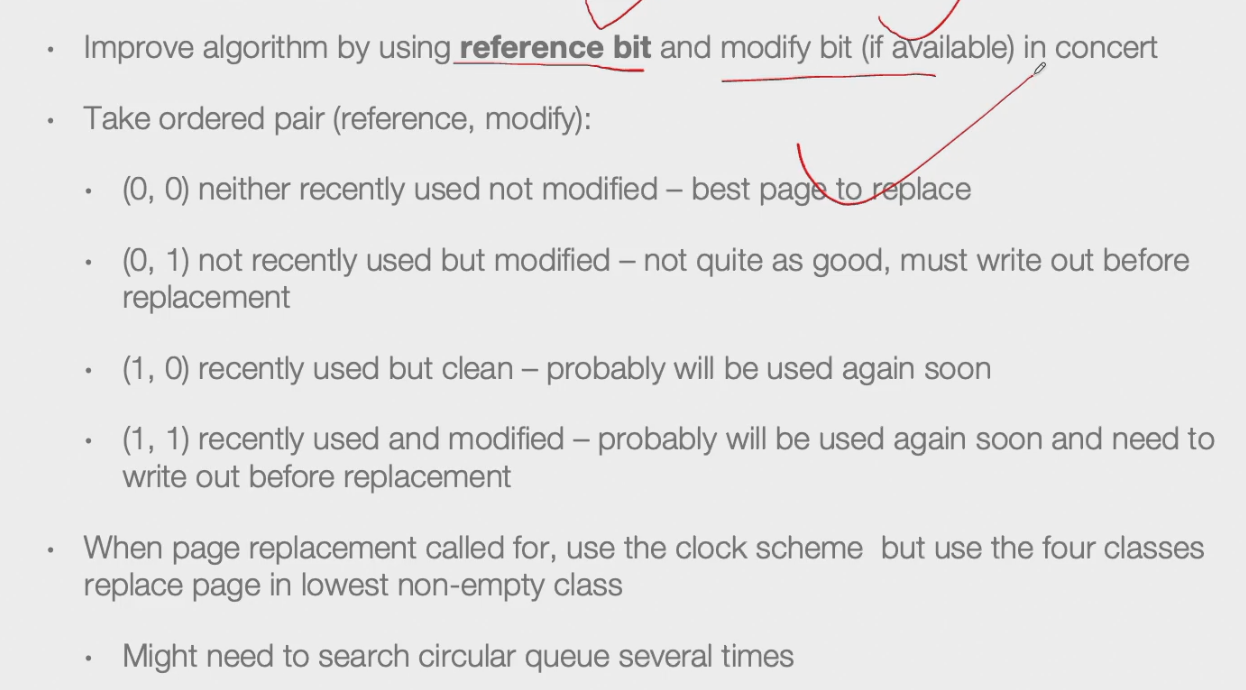 • Improve algorithm by using reference bit and modify bit (if available) in concert
• Take ordered pair (reference, modify):
• (0, 0) neither recently used not modified – best page to replace
• (0, 1) not recently used but modified – not quite as good, must write out before
replacement
• (1, 0) recently used but clean – probably will be used again soon
• (1, 1) recently used and modified – probably will be used again soon and need to
write out before replacement
• When page replacement called for, use the clock scheme but use the four classes
replace page in lowest non-empty class
• Might need to search circular queue several times